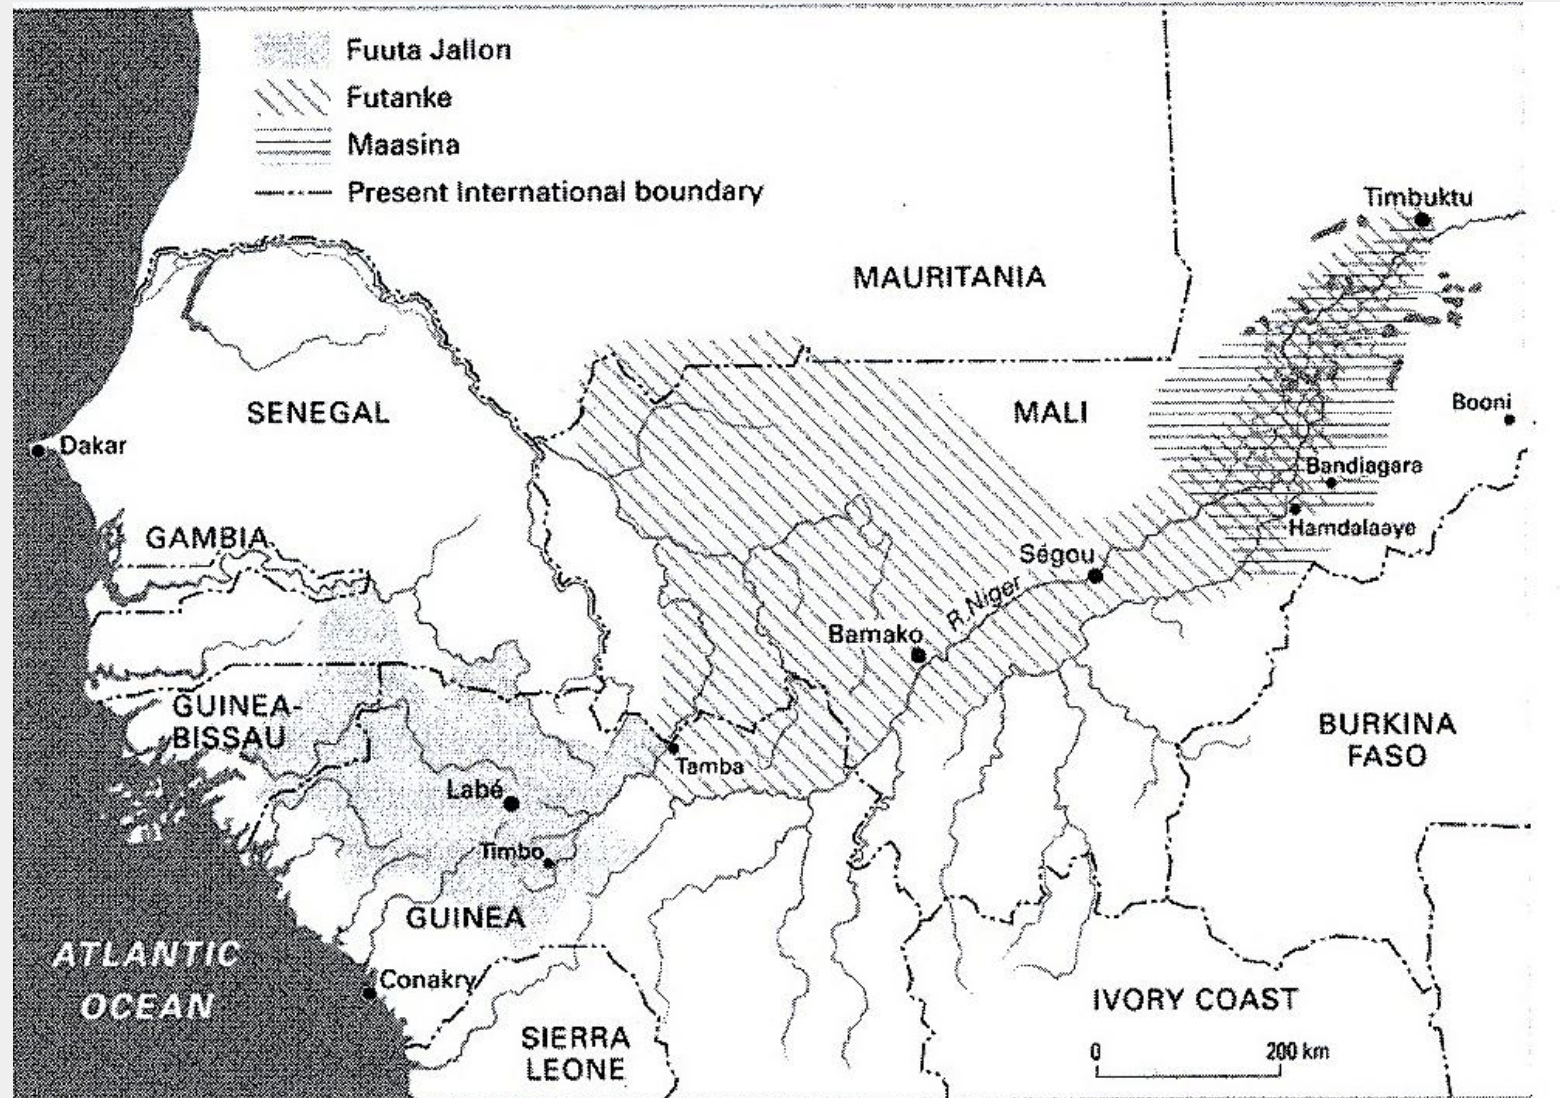 Fuuta Jallon
Futanke
Maasina
Present International boundary
Timbuktu
MAURITANIA
SENEGAL
MALI
Booni
Dakar
Bandiagara
Hamdalaaye
GAMBIA
Ségou
R.Niger
Bamako
GUINEA-
BISSAU
BURKINA
FASO
Tamba
Labé
Timbo
GUINEA
ATLANTIC
OCEAN
Conakry
IVORY COAST
SIERRA
LEONE
0 200 km